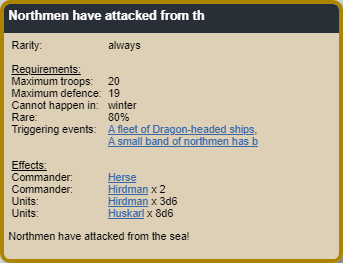 Northmen have attacked from th
Rarity: always
Requirements:
Maximum troops: 20
Maximum defence: 19
Cannot happen in: winter
Rare: 80%
Triggering events: A fleet of Dragon-headed ships,
A small band of northmen has b
Effects:
Commander: Herse
Commander: Hirdman x 2
Units: Hirdman x 3d6
Units: Huskarl x 8d6
Northmen have attacked from the sea!